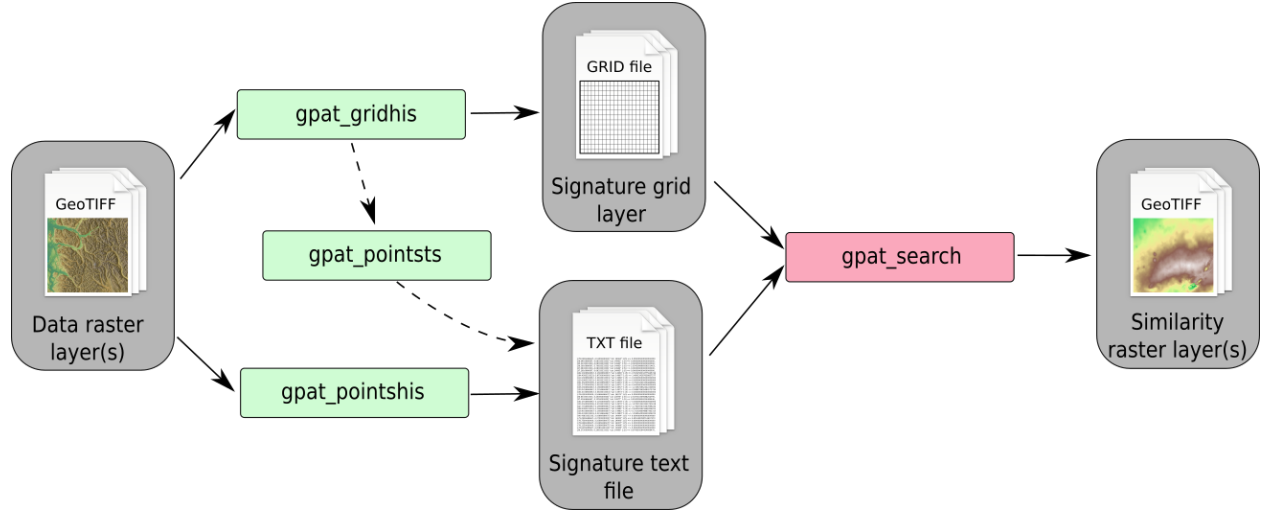 GeoTIFF
Data raster
layer(s)
gpat_gridhis
gpat_pointsts
gpat_pointshis
GRID file
Signature grid
layer
TXT file
Signature text
file
gpat_search
GeoTIFF
Similarity
raster layer(s)